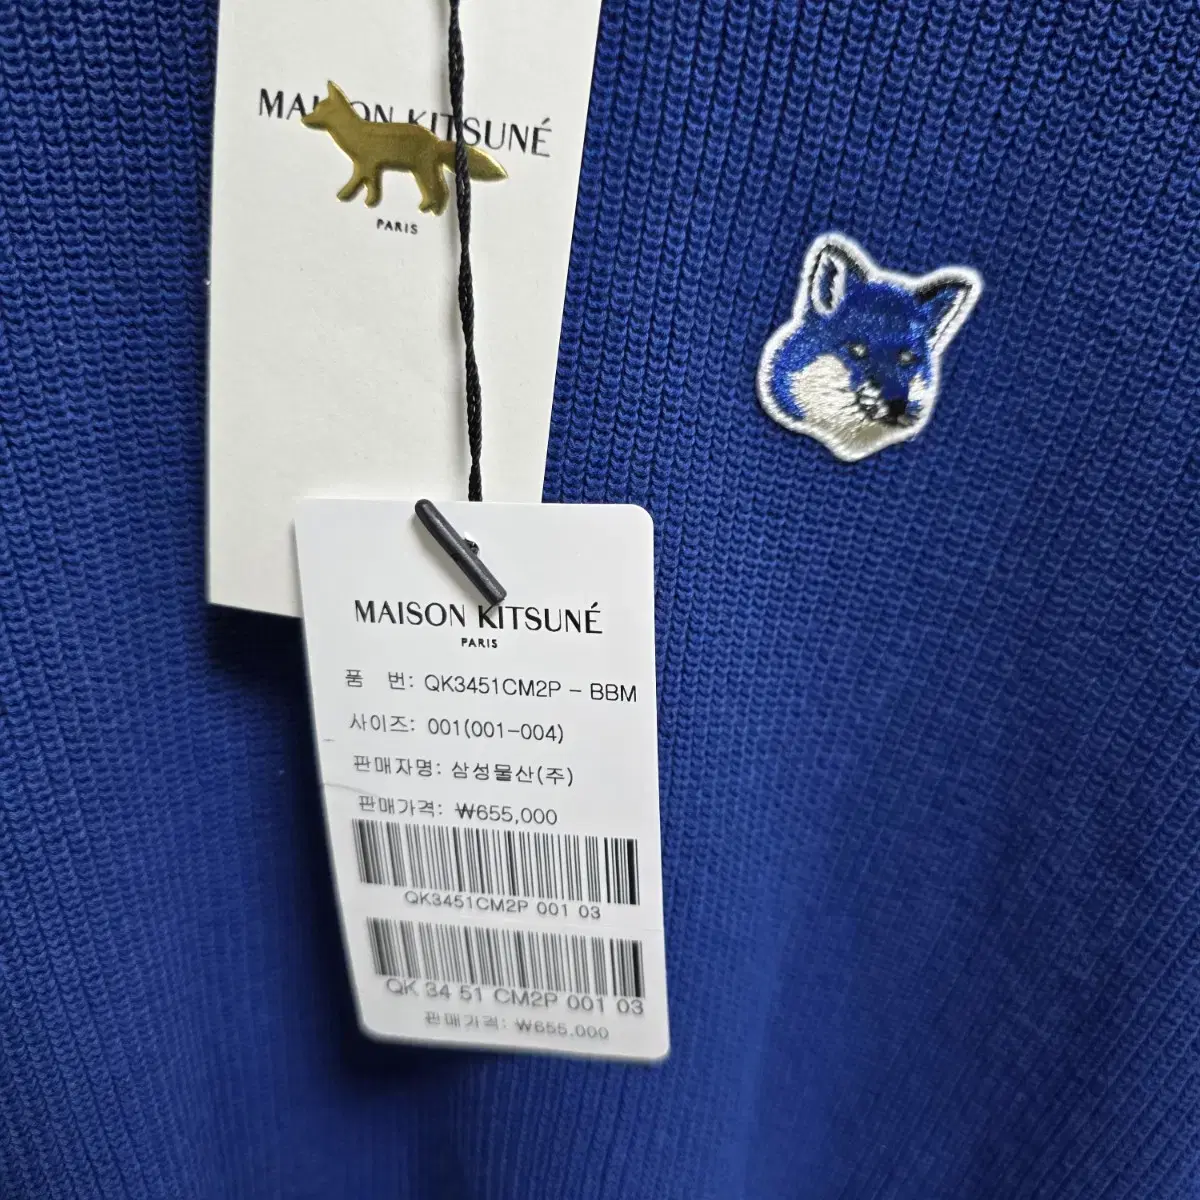 MAISON KITSUNÉ
PARIS
MAISON KITSUNÉ
PARIS
품 번: QK3451CM2P - BBM
사이즈: 001(001-004)
판매자명: 삼성물산(주)
판매가격: ₩655,000
QK3451CM2P 001 03
QK 34 51 CM2P 001 03
판매가격: ₩655,000